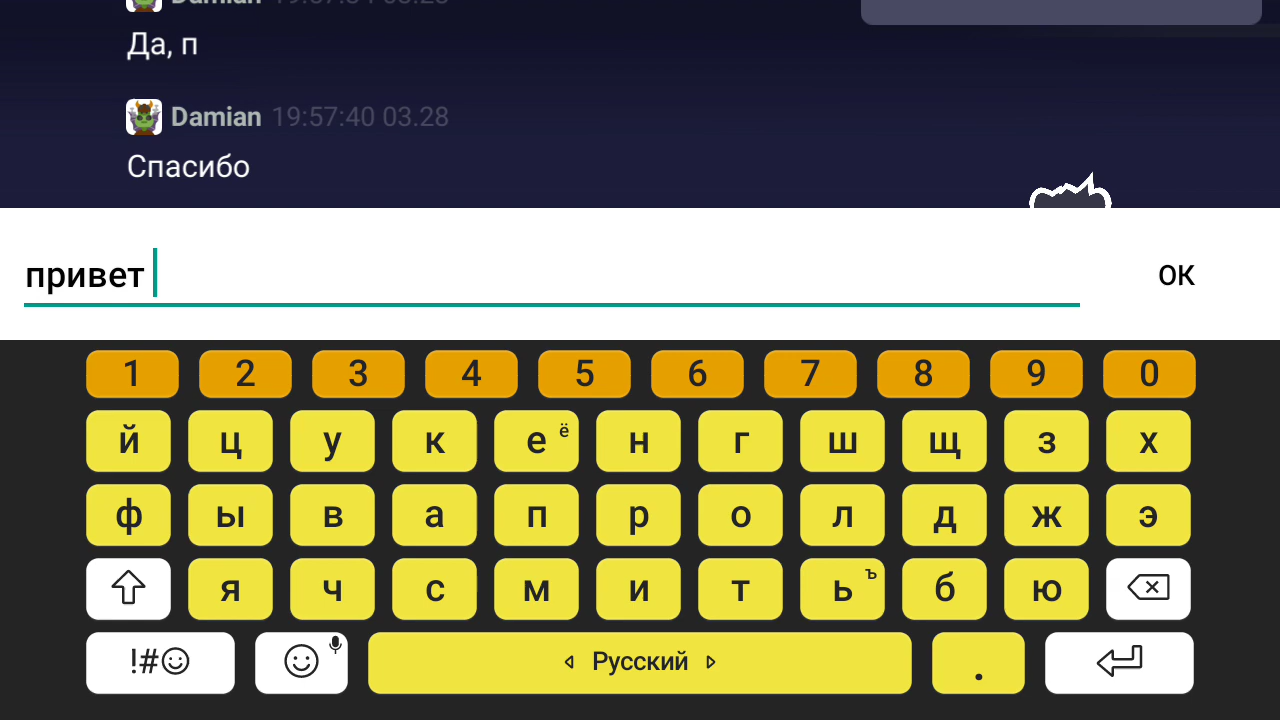 Да, п
Damian 19:57:40 03.28
Спасибо
привет
ОК
1 2 3 4 5 6 7 8 9 0
й ц у к е ё н г ш щ з х
ф ы в а п р о л д ж э
я ч с м и т ь ъ б ю
!#☺ Русский .